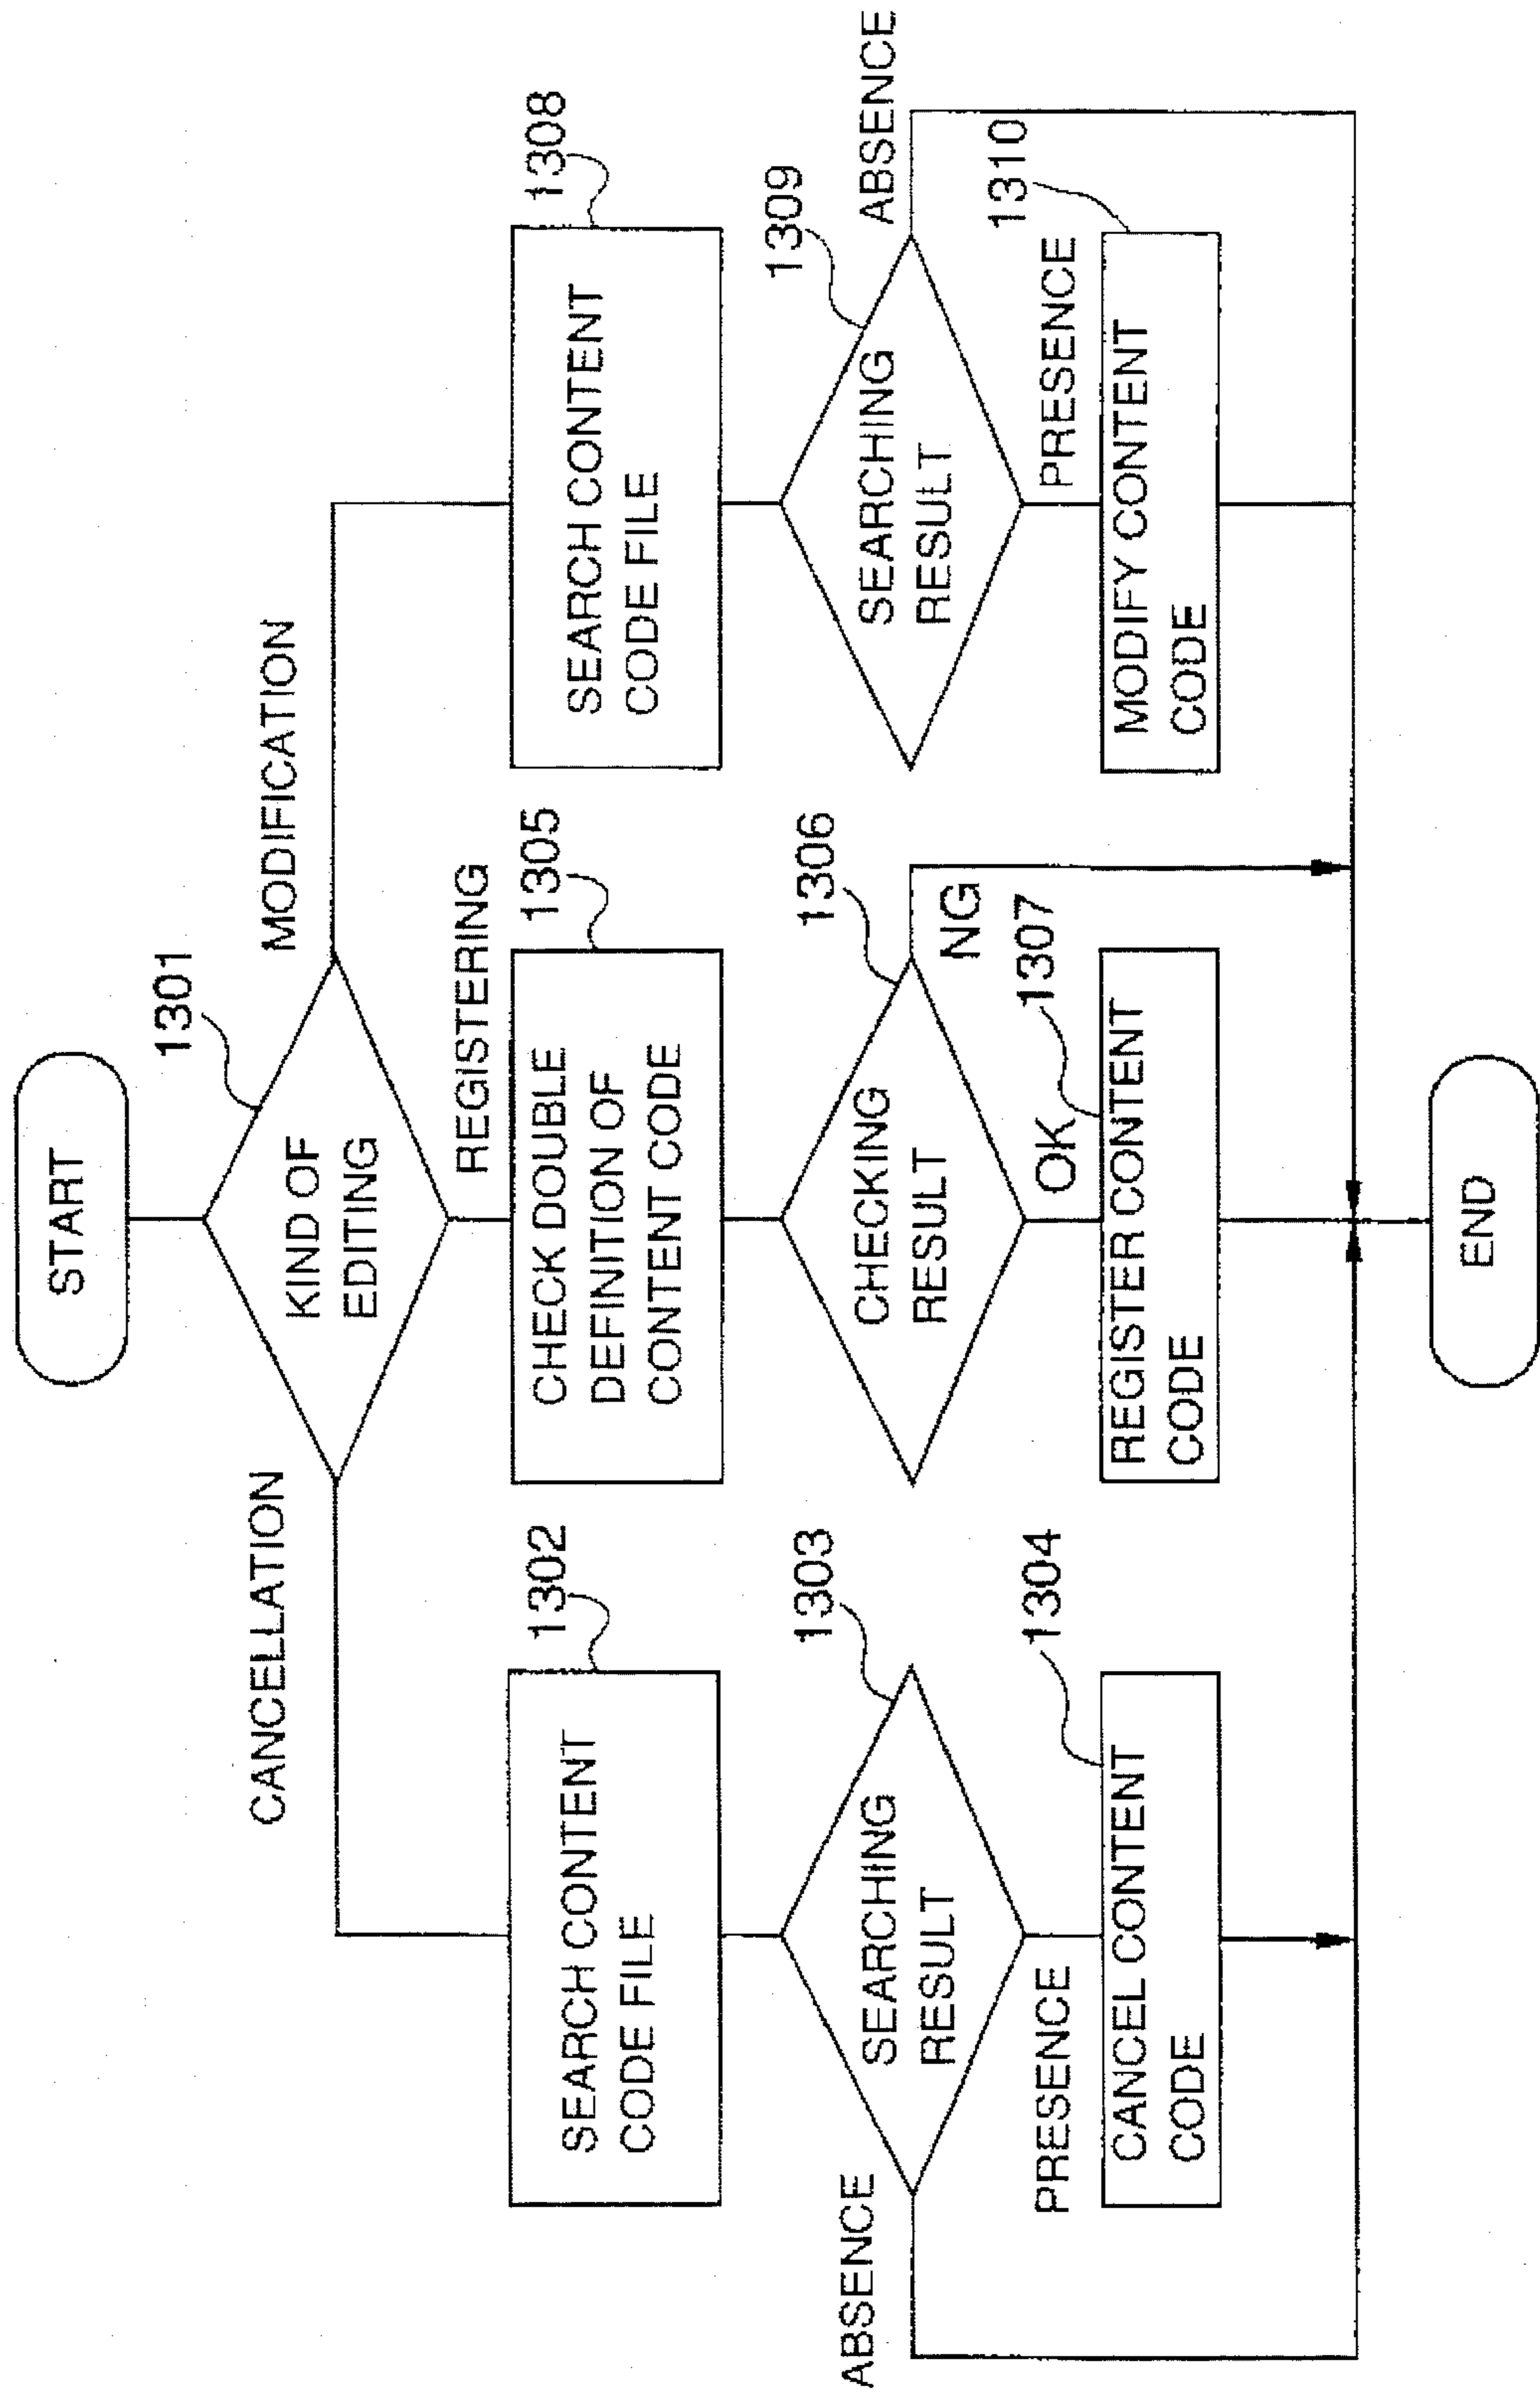 START
1301
KIND OF
EDITING
CANCELLATION
MODIFICATION
REGISTERING
1302
SEARCH CONTENT
CODE FILE
1305
CHECK DOUBLE
DEFINITION OF
CONTENT CODE
1308
SEARCH CONTENT
CODE FILE
ABSENCE
1303
SEARCHING
RESULT
PRESENCE
1306
CHECKING
RESULT
NG
OK
1309
SEARCHING
RESULT
ABSENCE
PRESENCE
1304
CANCEL CONTENT
CODE
1307
REGISTER CONTENT
CODE
1310
MODIFY CONTENT
CODE
END